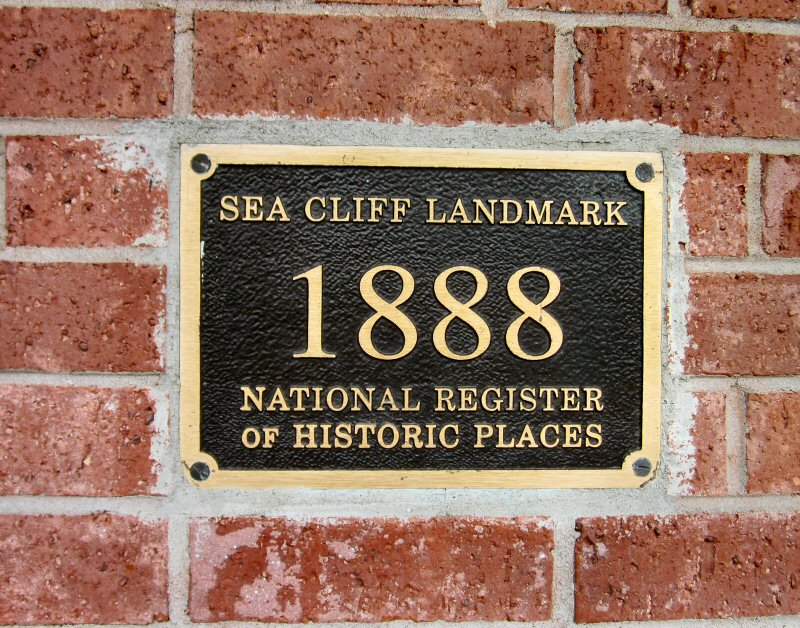 SEA CLIFF LANDMARK
1888
NATIONAL REGISTER
OF HISTORIC PLACES